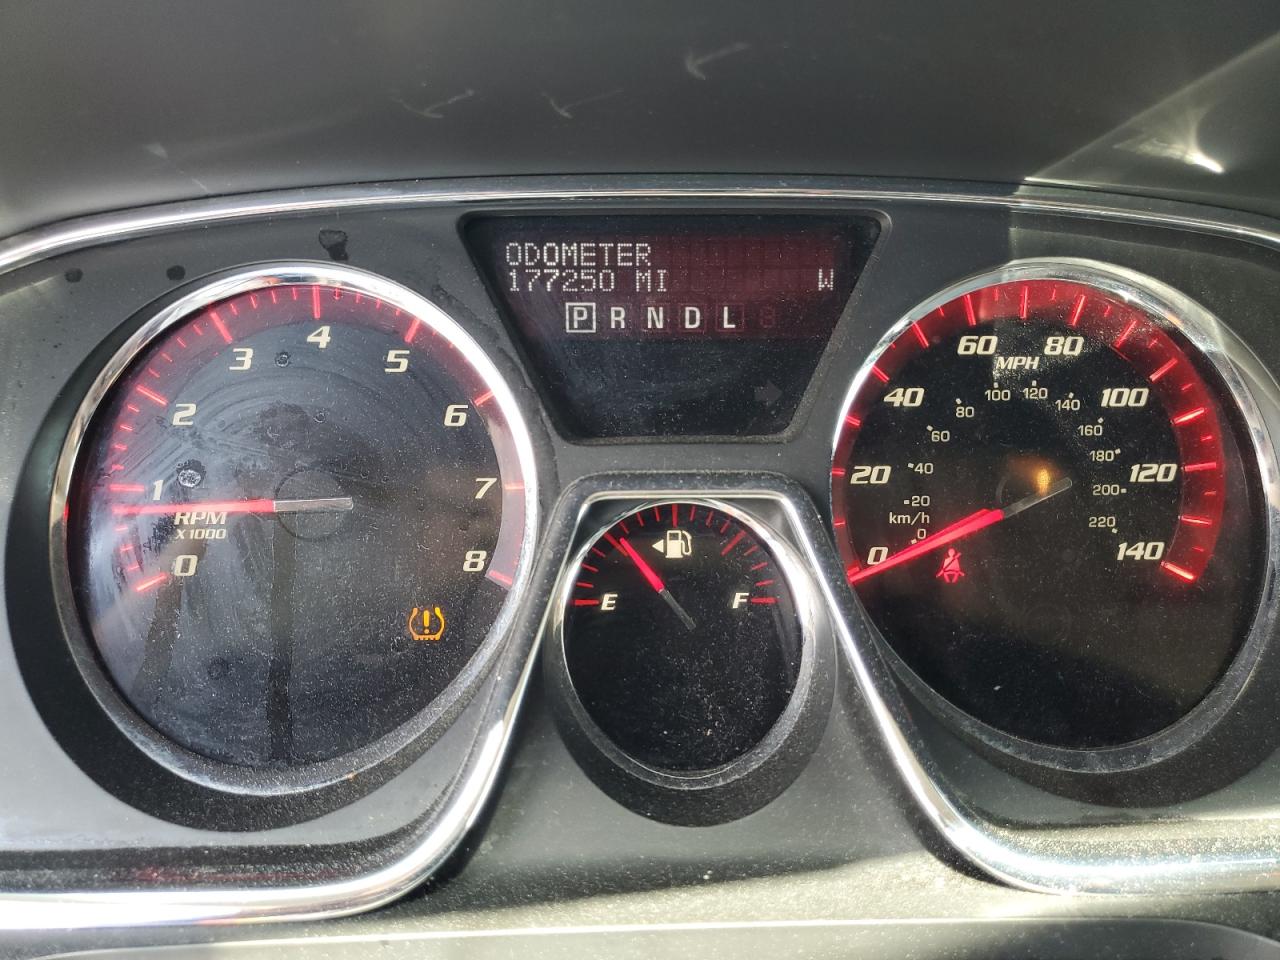 ODOMETER
177250 MI W
P R N D L
0 1 2 3 4 5 6 7 8
RPM
X1000
E F
0 20 40 60 80 100 120 140
MPH
0 20 40 60 80 100 120 140 160 180 200 220
km/h